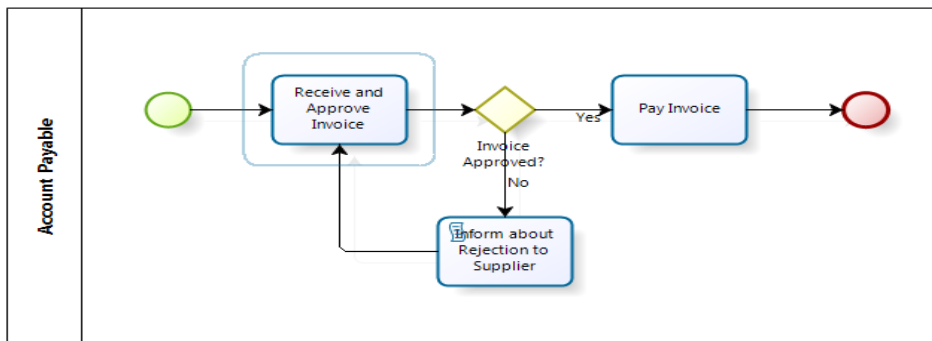 Account Payable
Receive and
Approve
Invoice
Invoice
Approved?
Yes
No
Pay Invoice
Inform about
Rejection to
Supplier